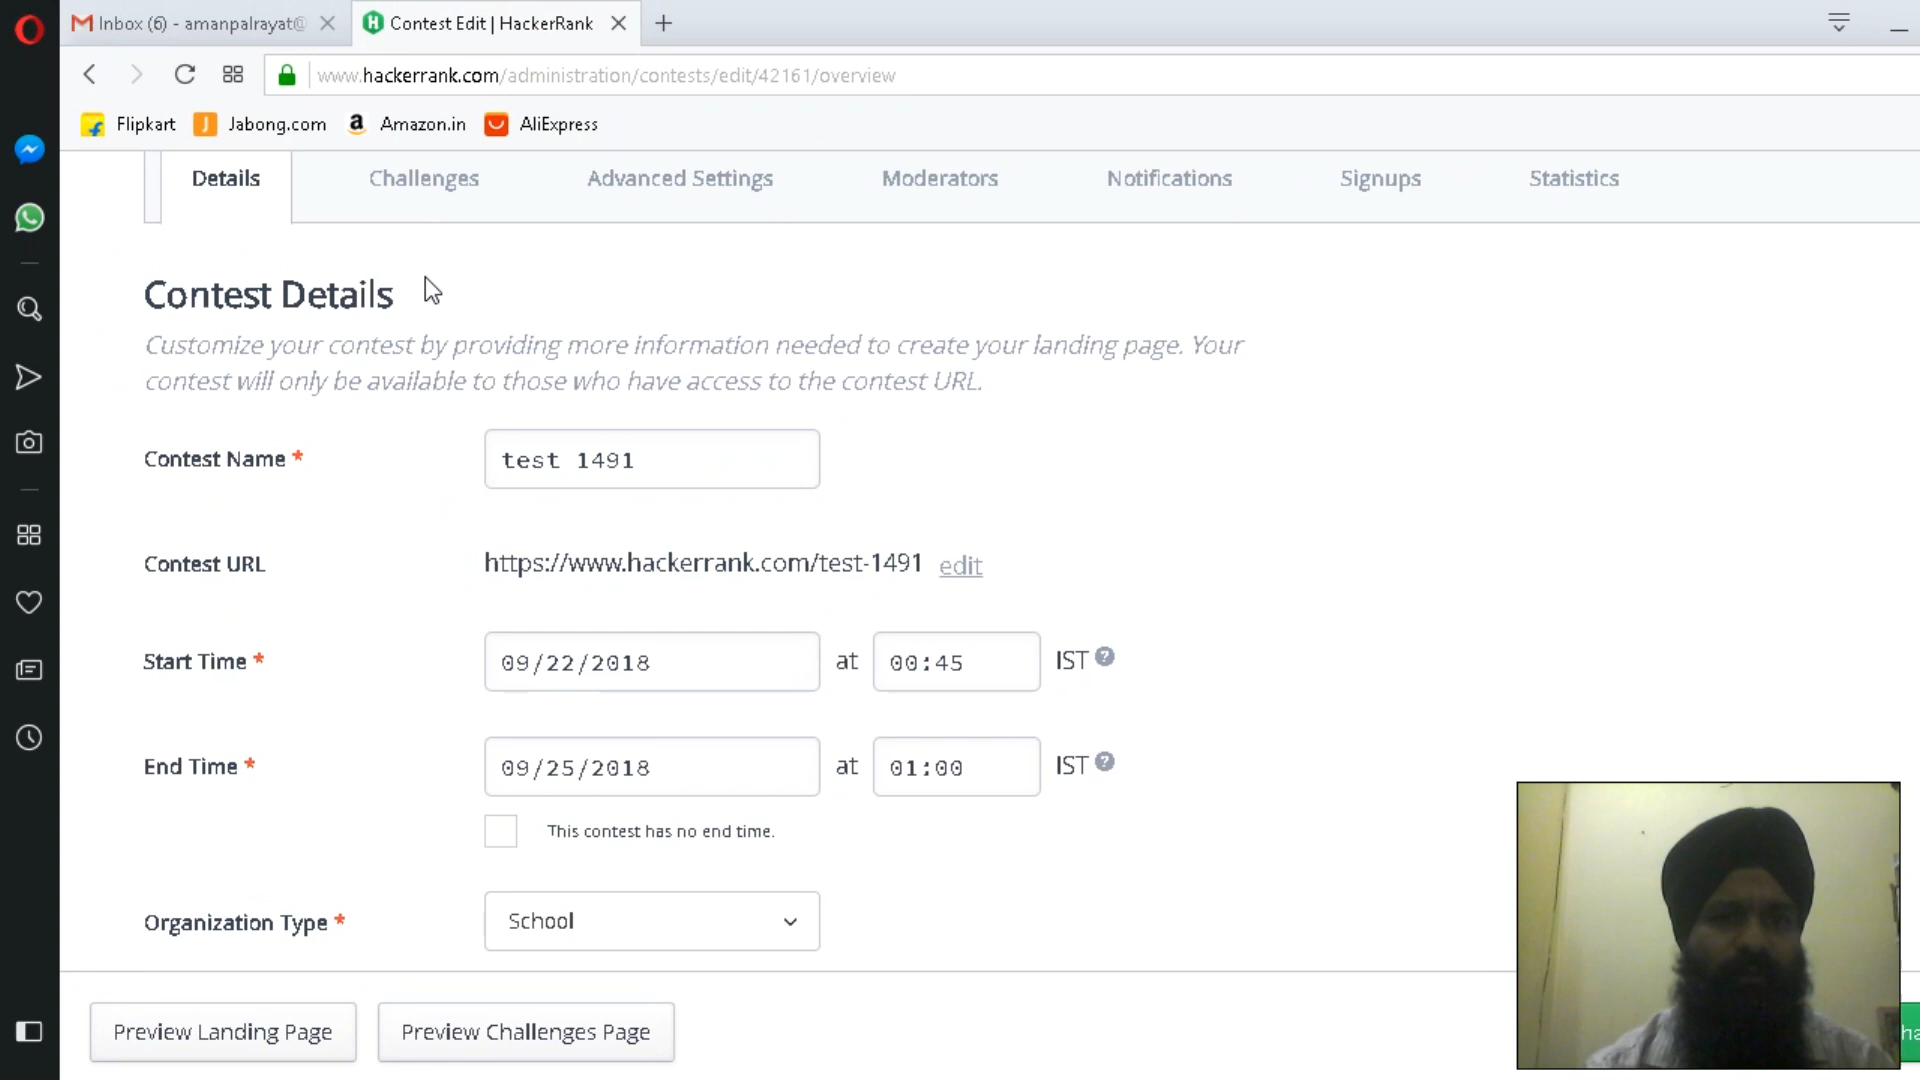 Inbox (6) - amanpalrayat@
Contest Edit | HackerRank
www.hackerrank.com/administration/contests/edit/42161/overview
Flipkart
Jabong.com
Amazon.in
AliExpress
Details
Challenges
Advanced Settings
Moderators
Notifications
Signups
Statistics
Contest Details
Customize your contest by providing more information needed to create your landing page. Your
contest will only be available to those who have access to the contest URL.
Contest Name *
test 1491
Contest URL
https://www.hackerrank.com/test-1491 edit
Start Time *
09/22/2018 at 00:45 IST ?
End Time *
09/25/2018 at 01:00 IST ?
This contest has no end time.
Organization Type *
School
Preview Landing Page
Preview Challenges Page